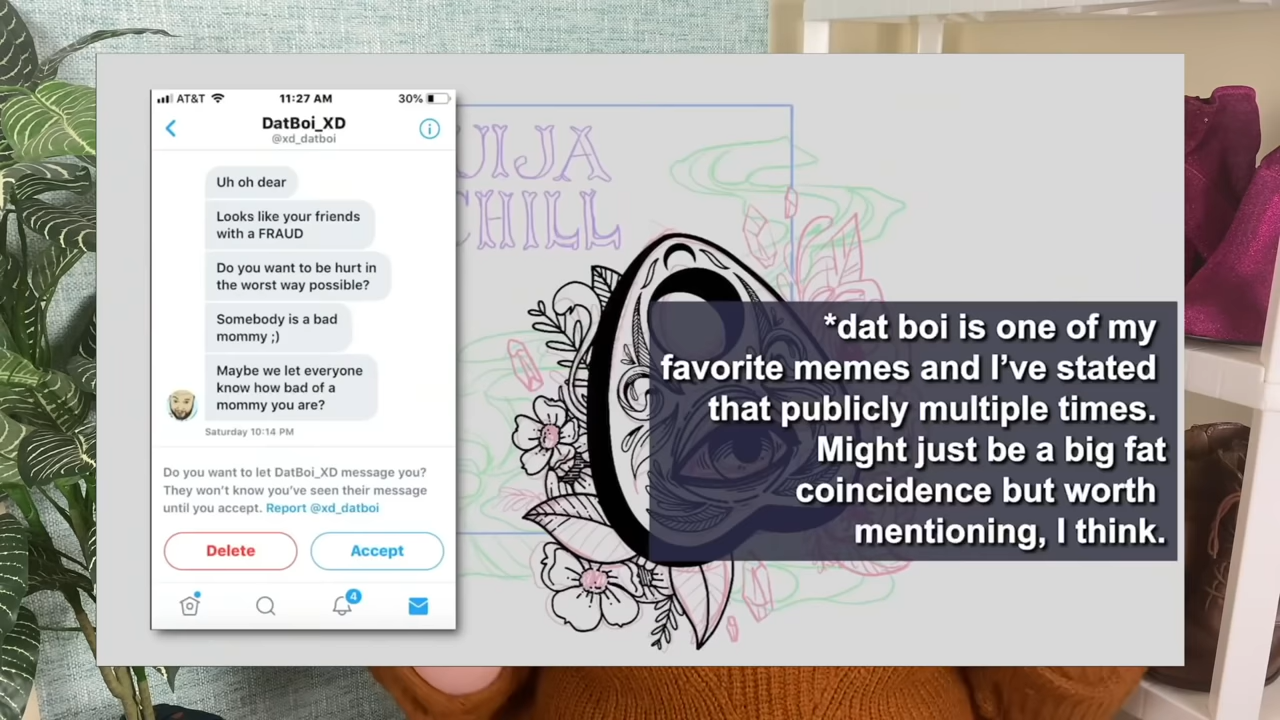 AT&T
11:27 AM
30%
DatBoi_XD
@xd_datboi
Uh oh dear
Looks like your friends
with a FRAUD
Do you want to be hurt in
the worst way possible?
Somebody is a bad
mommy ;)
Maybe we let everyone
know how bad of a
mommy you are?
Saturday 10:14 PM
Do you want to let DatBoi_XD message you?
They won’t know you’ve seen their message
until you accept. Report @xd_datboi
Delete
Accept
4
UIJA
CHILL
*dat boi is one of my
favorite memes and I’ve stated
that publicly multiple times.
Might just be a big fat
coincidence but worth
mentioning, I think.